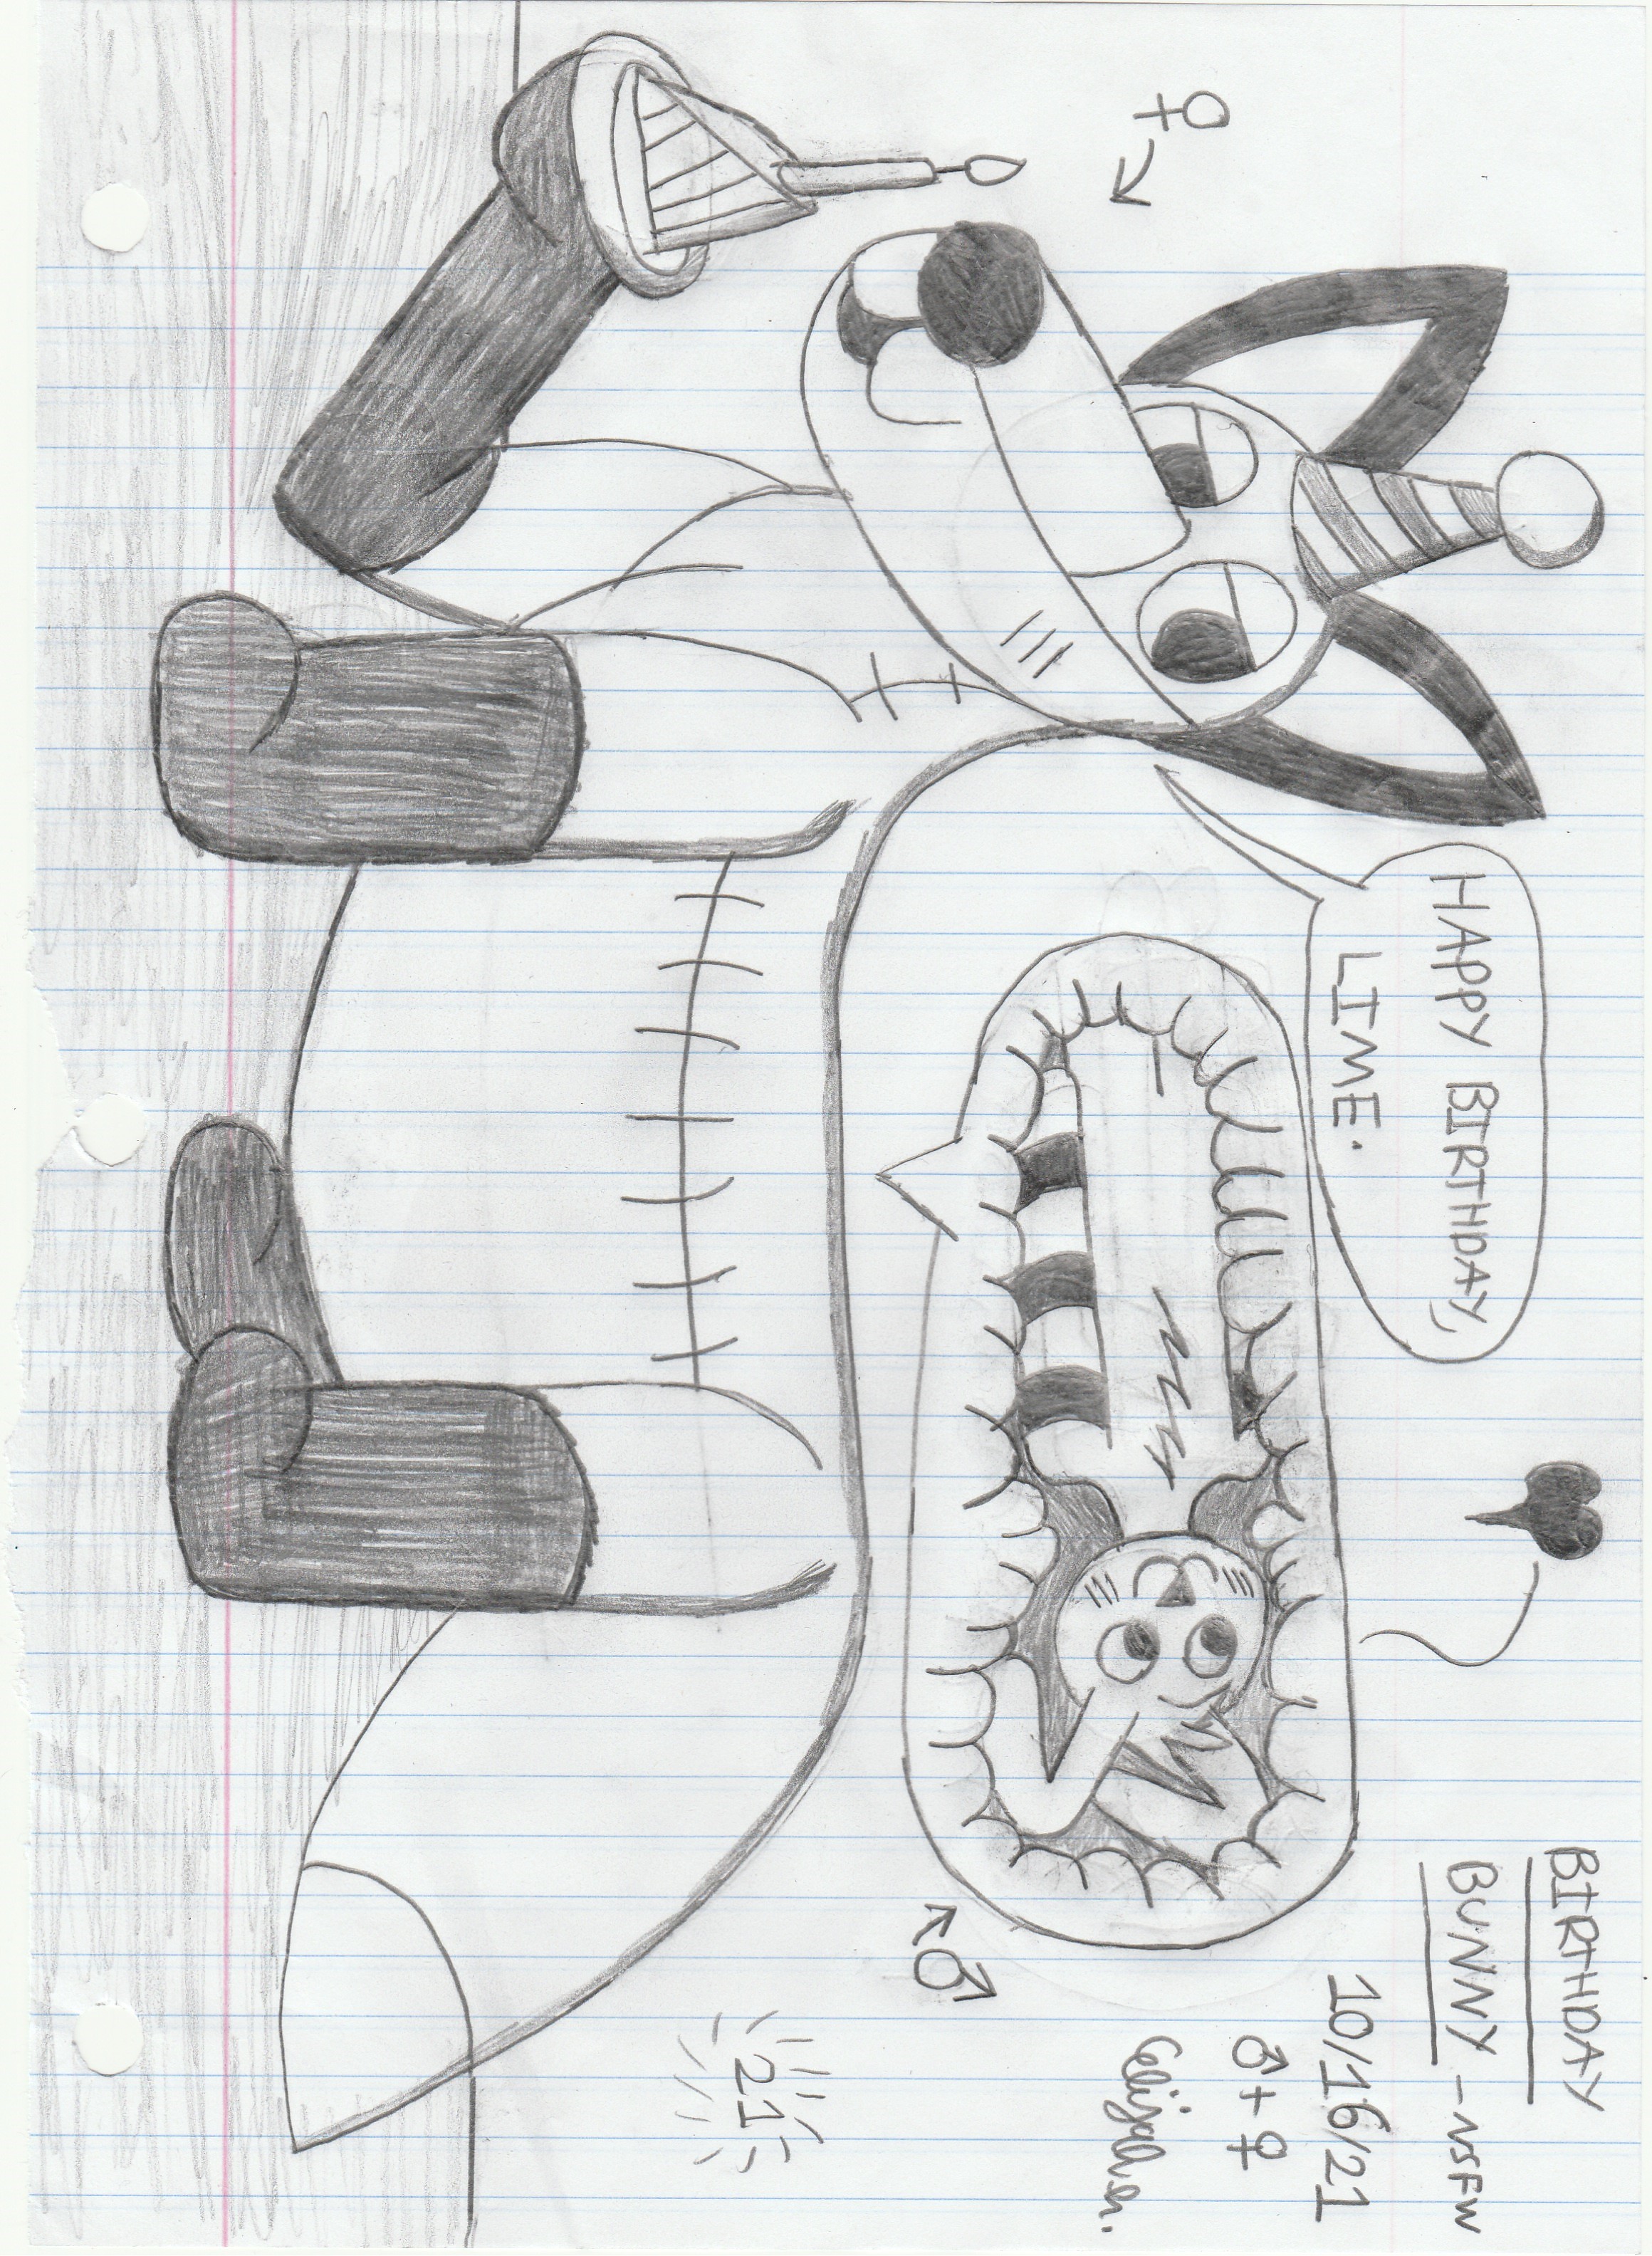 HAPPY BIRTHDAY,
LIME.
BIRTHDAY
BUNNY - NSFW
10/16/21
♂ + ♀
♀
♂
21